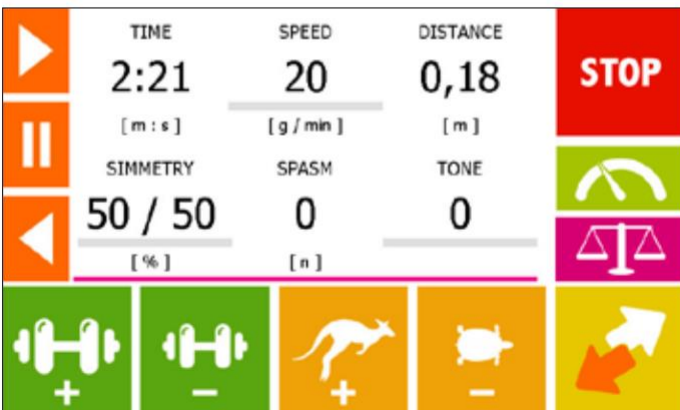 TIME SPEED DISTANCE STOP
2:21 20 0,18
[ m : s ] [ g / min ] [ m ]
SIMMETRY SPASM TONE
50 / 50 0 0
[ % ] [ n ]
+ - + -